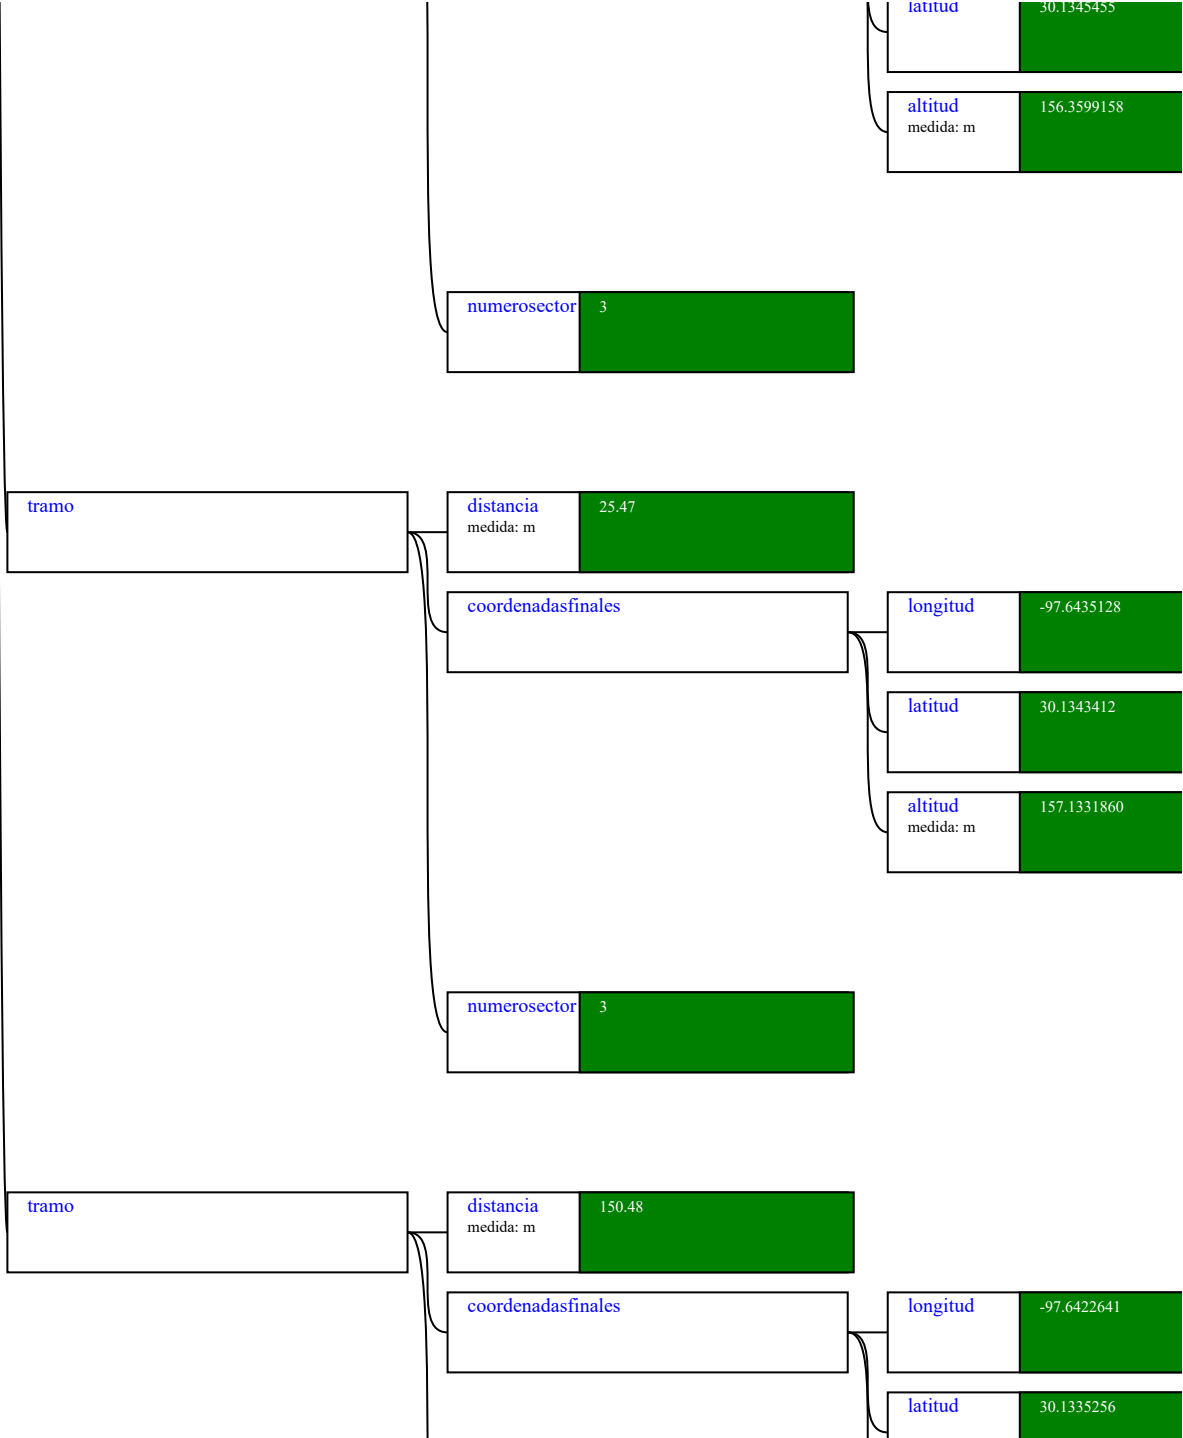 latitud 30.1345455
altitud 156.3599158
medida: m
numerosector 3
tramo distancia 25.47
medida: m
coordenadasfinales longitud -97.6435128
latitud 30.1343412
altitud 157.1331860
medida: m
numerosector 3
tramo distancia 150.48
medida: m
coordenadasfinales longitud -97.6422641
latitud 30.1335256